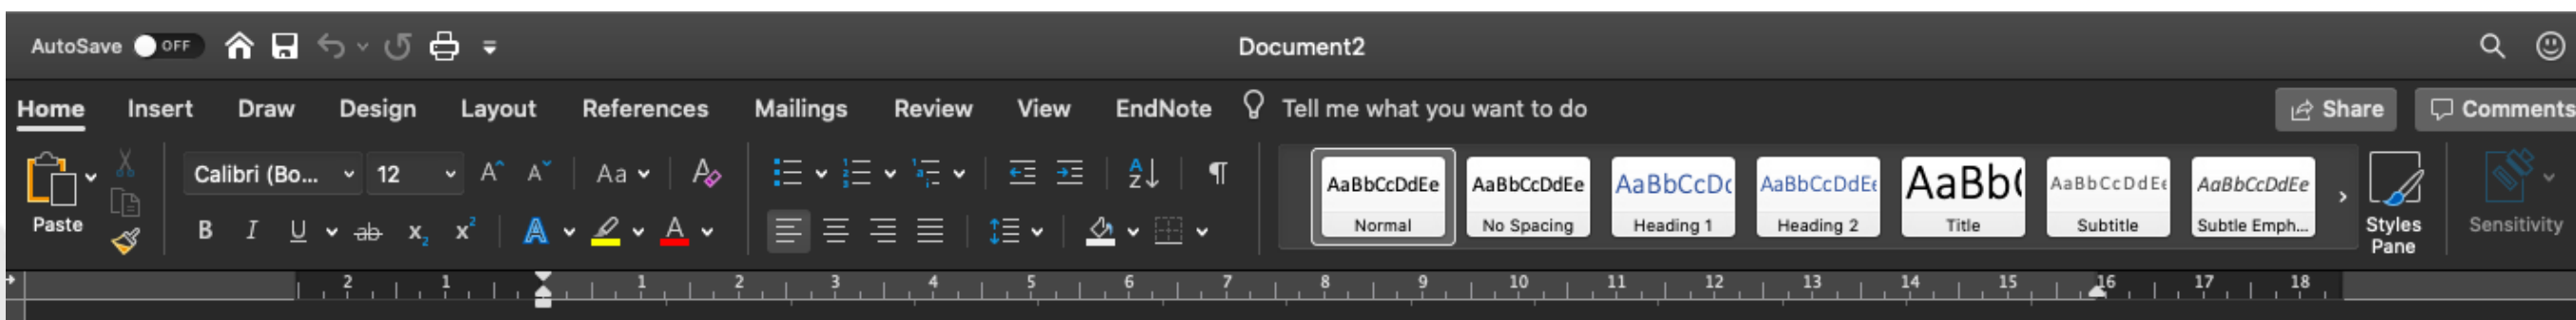 AutoSave OFF Document2
Home Insert Draw Design Layout References Mailings Review View EndNote Tell me what you want to do Share Comments
Calibri (Bo... 12 Aa
AaBbCcDdEe AaBbCcDdEe AaBbCcDc AaBbCcDdEe AaBb( AaBbCcDdEe AaBbCcDdEe
Paste B I U ab x2 x2 A A
Normal No Spacing Heading 1 Heading 2 Title Subtitle Subtle Emph... Styles Pane Sensitivity
2 1 1 2 3 4 5 6 7 8 9 10 11 12 13 14 15 16 17 18